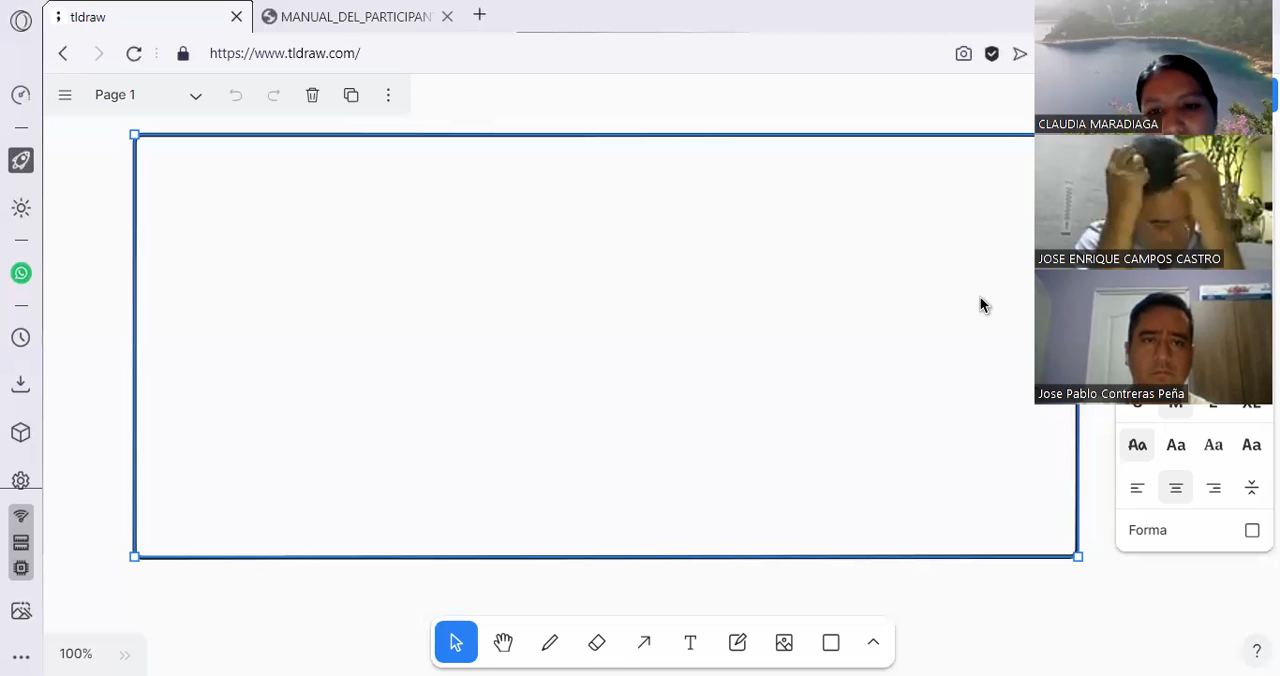 tldraw
MANUAL_DEL_PARTICIPAN
https://www.tldraw.com/
Page 1
CLAUDIA MARADIAGA
JOSE ENRIQUE CAMPOS CASTRO
Jose Pablo Contreras Peña
Aa Aa Aa Aa
Forma
T
100%
?